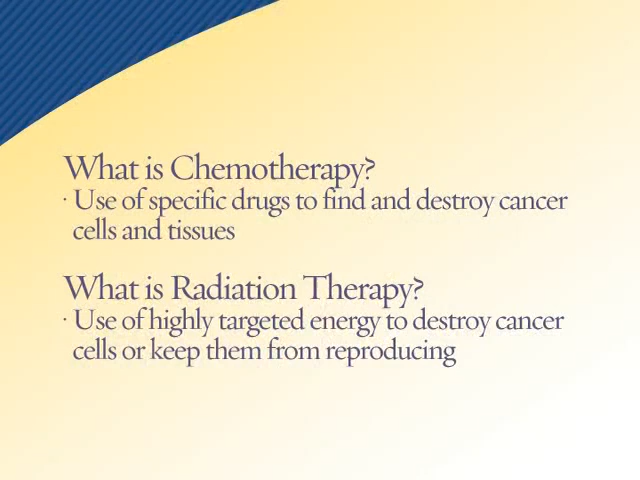 What is Chemotherapy?
· Use of specific drugs to find and destroy cancer
cells and tissues
What is Radiation Therapy?
· Use of highly targeted energy to destroy cancer
cells or keep them from reproducing